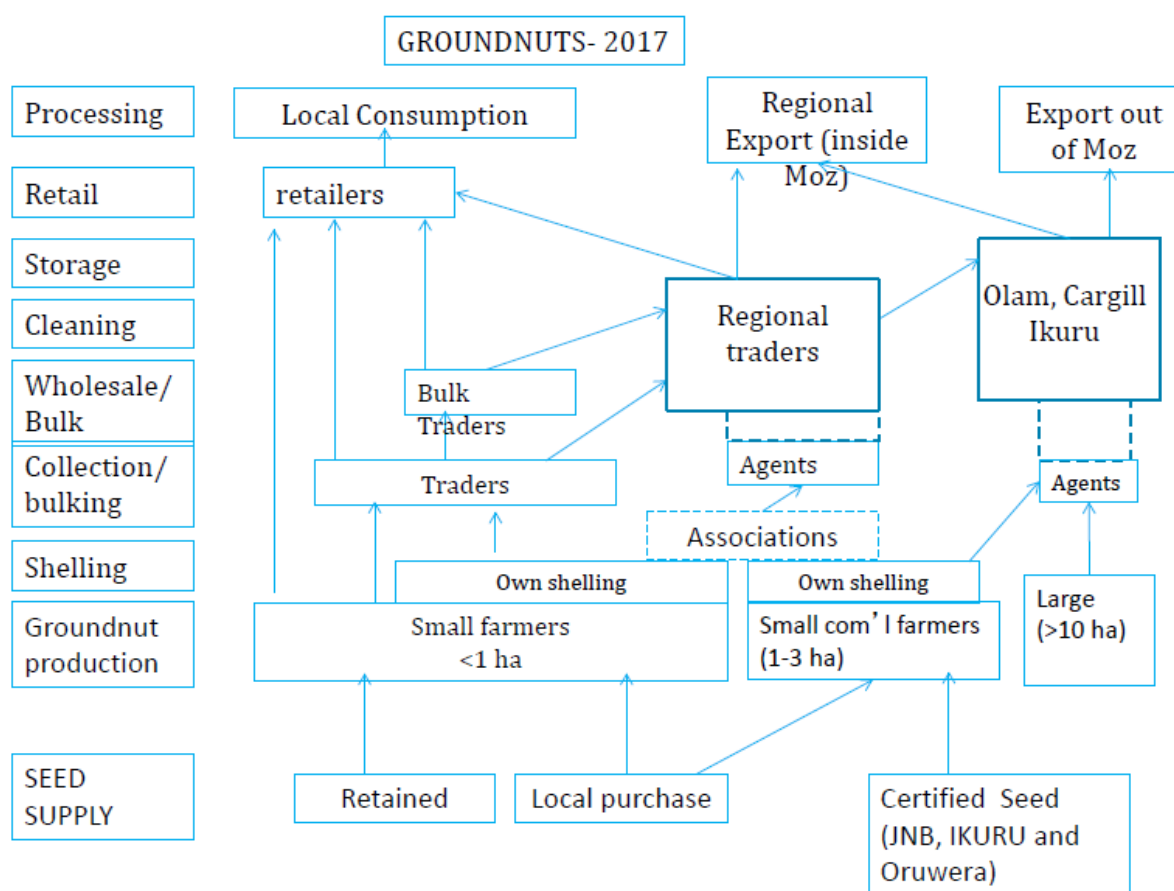 GROUNDNUTS- 2017
Processing
Local Consumption
Regional
Export (inside
Moz)
Export out
of Moz
Retail
retailers
Storage
Cleaning
Regional
traders
Olam, Cargill
Ikuru
Wholesale/
Bulk
Bulk
Traders
Collection/
bulking
Traders
Agents
Agents
Associations
Shelling
Own shelling
Own shelling
Groundnut
production
Small farmers
<1 ha
Small com’l farmers
(1-3 ha)
Large
(>10 ha)
SEED
SUPPLY
Retained
Local purchase
Certified Seed
(JNB, IKURU and
Oruwera)